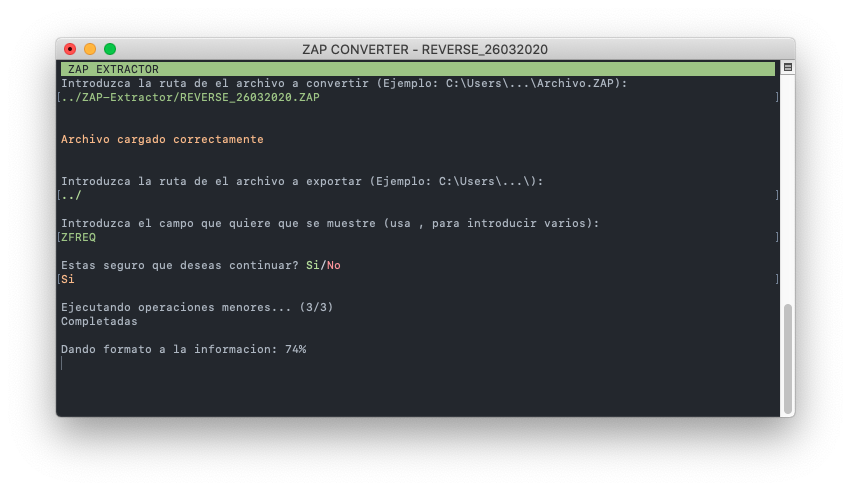 ZAP CONVERTER - REVERSE_26032020
ZAP EXTRACTOR
Introduzca la ruta de el archivo a convertir (Ejemplo: C:\Users\...\Archivo.ZAP):
[../ZAP-Extractor/REVERSE_26032020.ZAP ]
Archivo cargado correctamente
Introduzca la ruta de el archivo a exportar (Ejemplo: C:\Users\...\):
[../ ]
Introduzca el campo que quiere que se muestre (usa , para introducir varios):
[ZFREQ ]
Estas seguro que deseas continuar? Si/No
[Si ]
Ejecutando operaciones menores... (3/3)
Completadas
Dando formato a la informacion: 74%